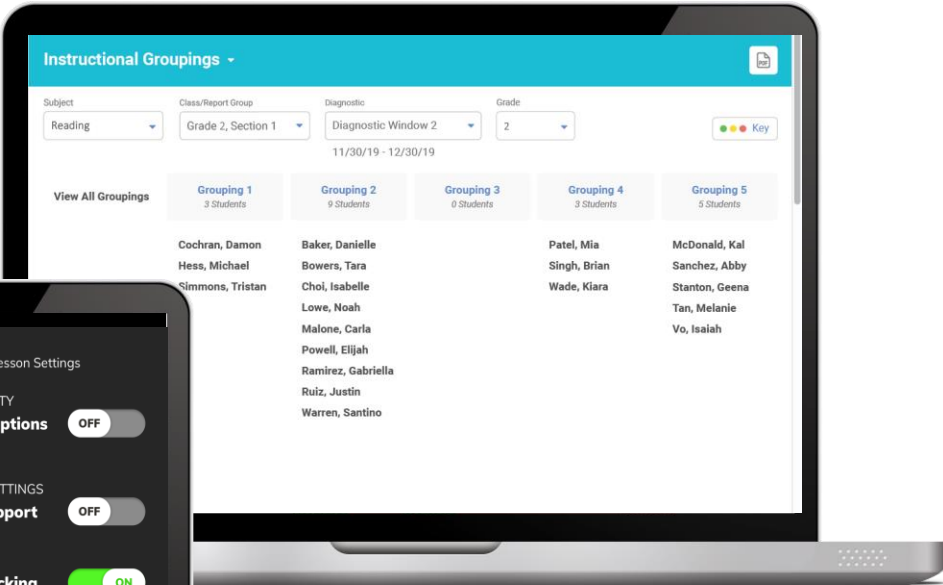 Instructional Groupings
PDF
Subject Class/Report Group Diagnostic Grade
Reading Grade 2, Section 1 Diagnostic Window 2 2 Key
11/30/19 - 12/30/19
View All Groupings Grouping 1 Grouping 2 Grouping 3 Grouping 4 Grouping 5
3 Students 9 Students 0 Students 3 Students 5 Students
Cochran, Damon Baker, Danielle Patel, Mia McDonald, Kal
Hess, Michael Bowers, Tara Singh, Brian Sanchez, Abby
Simmons, Tristan Choi, Isabelle Wade, Kiara Stanton, Geena
Lowe, Noah Tan, Melanie
Malone, Carla Vo, Isaiah
Powell, Elijah
Ramirez, Gabriella
Ruiz, Justin
Warren, Santino
esson Settings
TY
ptions OFF
TTINGS
pport OFF
cking ON